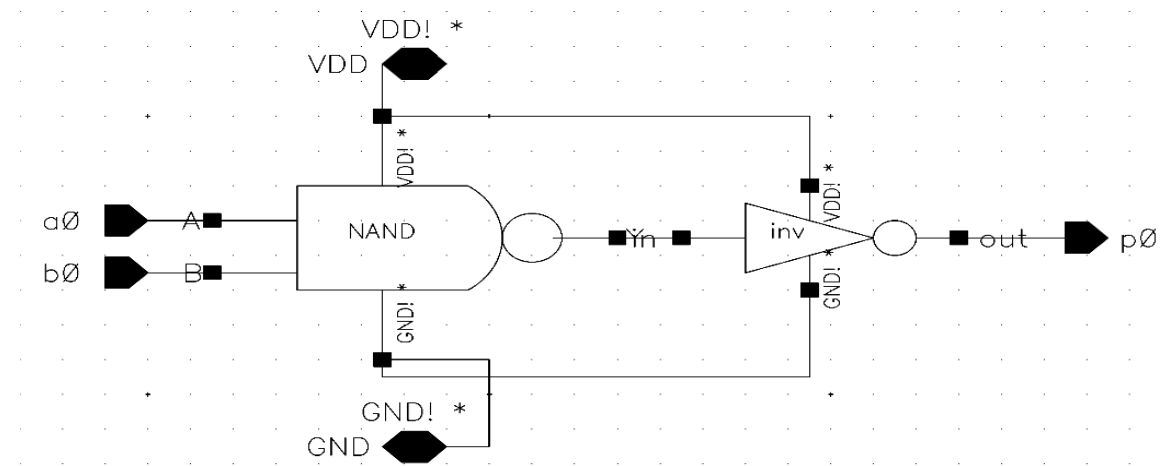 VDD! *
VDD
VDD! *
VDD! *
a0 A NAND inv out p0
b0 B
GND! *
GND! *
GND! *
GND